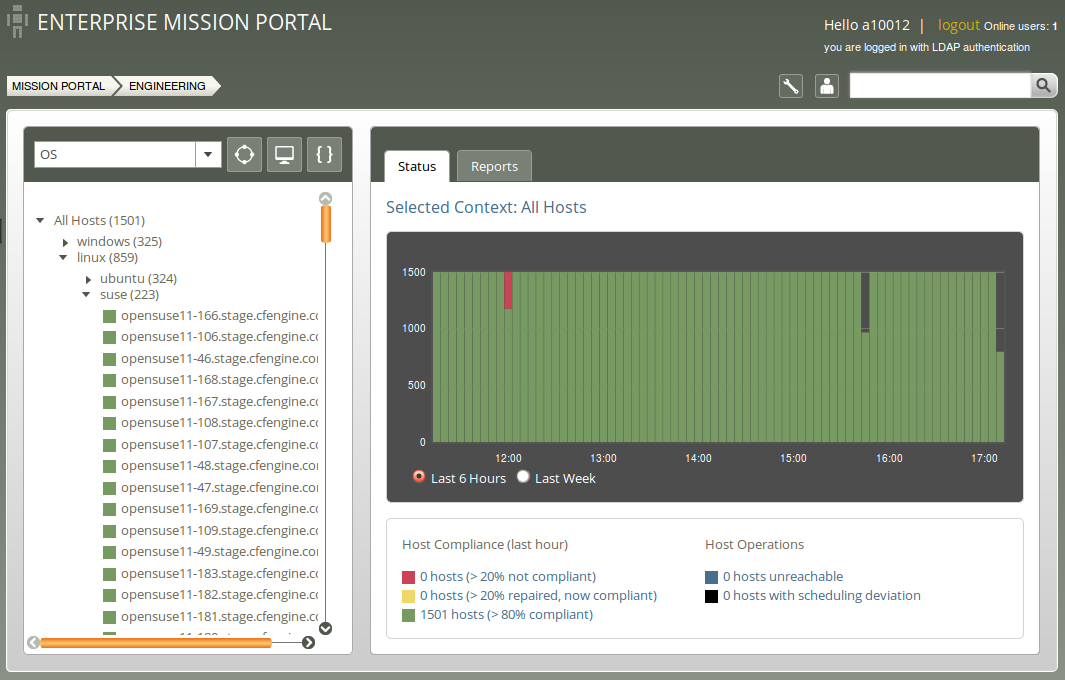 ENTERPRISE MISSION PORTAL
Hello a10012 | logout Online users: 1
you are logged in with LDAP authentication
MISSION PORTAL ENGINEERING
OS
{ }
All Hosts (1501)
windows (325)
linux (859)
ubuntu (324)
suse (223)
opensuse11-166.stage.cfengine.co
opensuse11-106.stage.cfengine.co
opensuse11-46.stage.cfengine.com
opensuse11-168.stage.cfengine.co
opensuse11-167.stage.cfengine.co
opensuse11-108.stage.cfengine.co
opensuse11-107.stage.cfengine.co
opensuse11-48.stage.cfengine.com
opensuse11-47.stage.cfengine.com
opensuse11-169.stage.cfengine.co
opensuse11-109.stage.cfengine.co
opensuse11-49.stage.cfengine.com
opensuse11-183.stage.cfengine.co
opensuse11-182.stage.cfengine.co
opensuse11-181.stage.cfengine.co
Status Reports
Selected Context: All Hosts
1500
1000
500
0
12:00 13:00 14:00 15:00 16:00 17:00
Last 6 Hours Last Week
Host Compliance (last hour)
0 hosts (> 20% not compliant)
0 hosts (> 20% repaired, now compliant)
1501 hosts (> 80% compliant)
Host Operations
0 hosts unreachable
0 hosts with scheduling deviation